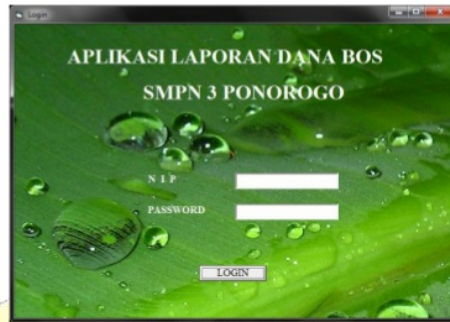 Login
APLIKASI LAPORAN DANA BOS
SMPN 3 PONOROGO
N I P
PASSWORD
LOGIN